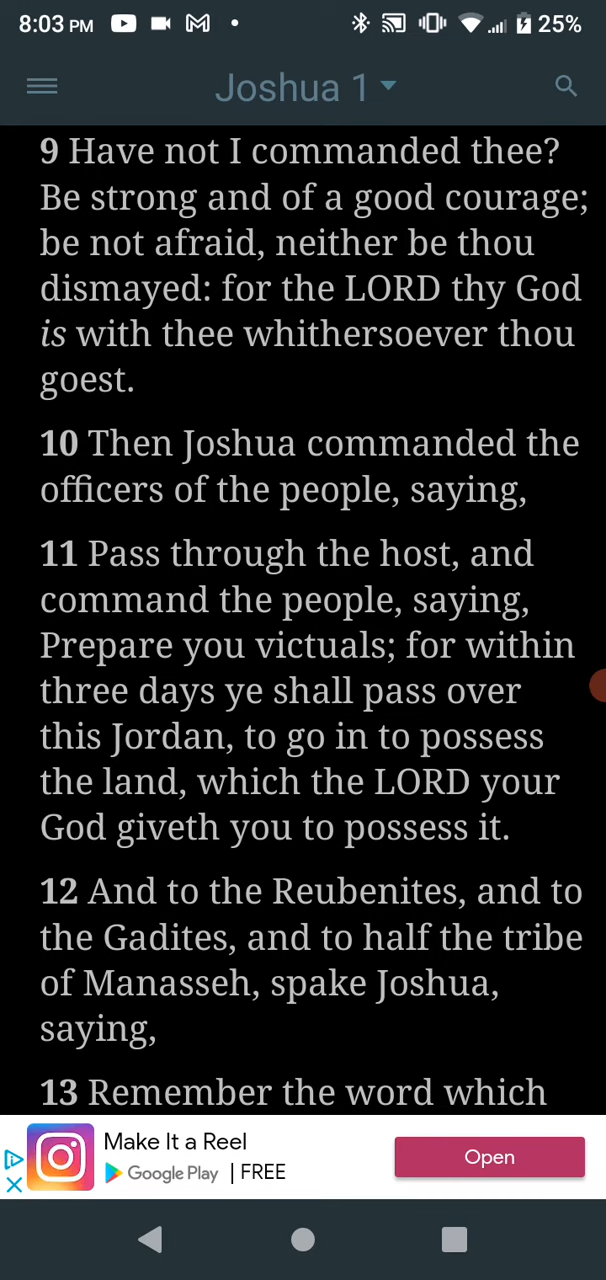 8:03 PM 25%
Joshua 1
9 Have not I commanded thee?
Be strong and of a good courage;
be not afraid, neither be thou
dismayed: for the LORD thy God
is with thee whithersoever thou
goest.
10 Then Joshua commanded the
officers of the people, saying,
11 Pass through the host, and
command the people, saying,
Prepare you victuals; for within
three days ye shall pass over
this Jordan, to go in to possess
the land, which the LORD your
God giveth you to possess it.
12 And to the Reubenites, and to
the Gadites, and to half the tribe
of Manasseh, spake Joshua,
saying,
13 Remember the word which
Make It a Reel
Google Play | FREE
Open